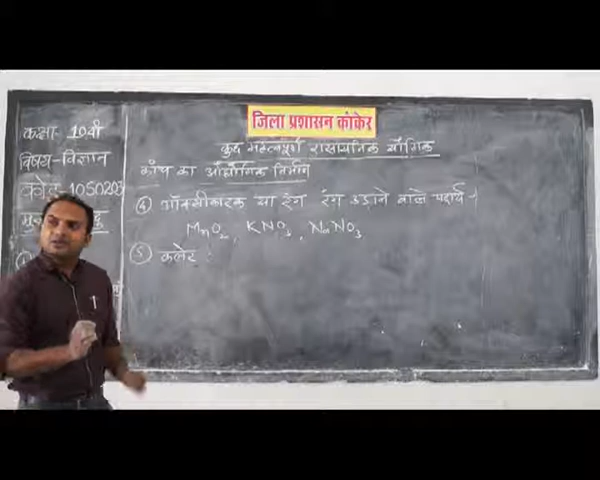 जिला प्रशासन कांकेर
कक्षा- 10वीं
विषय- विज्ञान
कोड- 10S0203
कुछ महत्वपूर्ण रासायनिक यौगिक
काँच का औद्योगिक निर्माण
④ ऑक्सीकारक या रंग रंग उड़ाने वाले पदार्थ -
MnO₂, KNO₃, NaNO₃
⑤ कलेर :